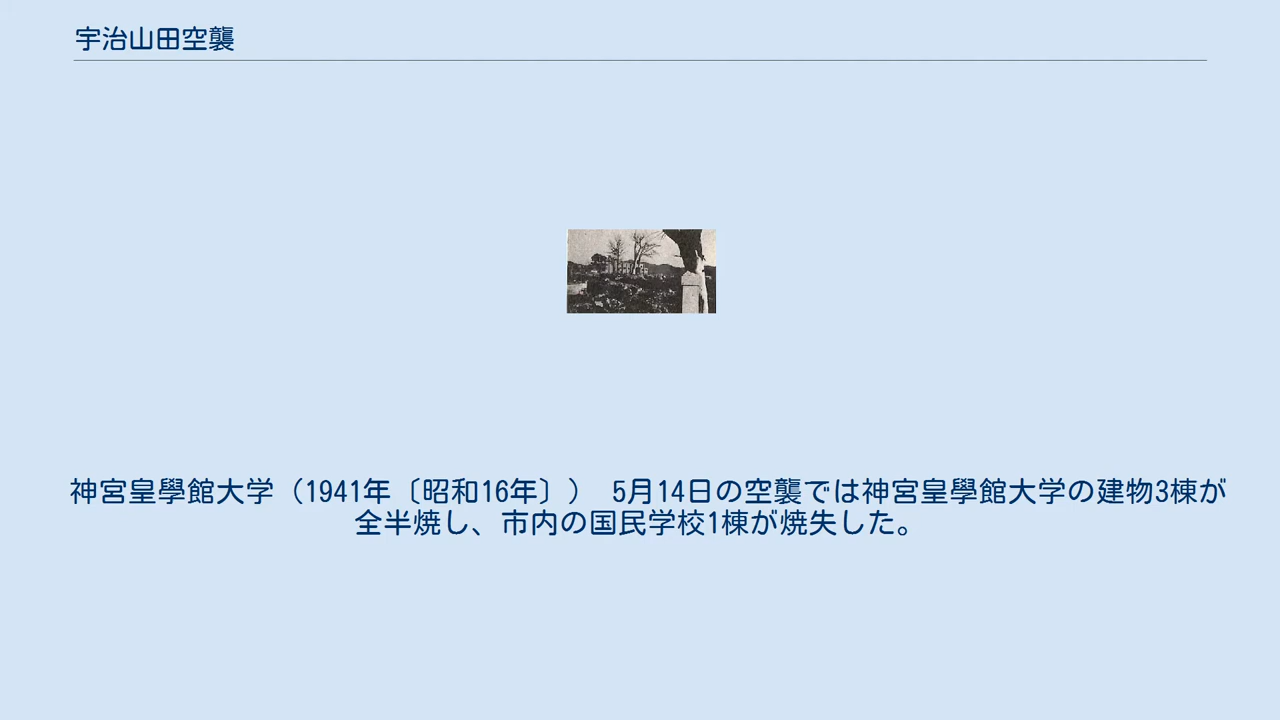 宇治山田空襲
神宮皇學館大学（1941年〔昭和16年〕） 5月14日の空襲では神宮皇學館大学の建物3棟が
全半焼し、市内の国民学校1棟が焼失した。